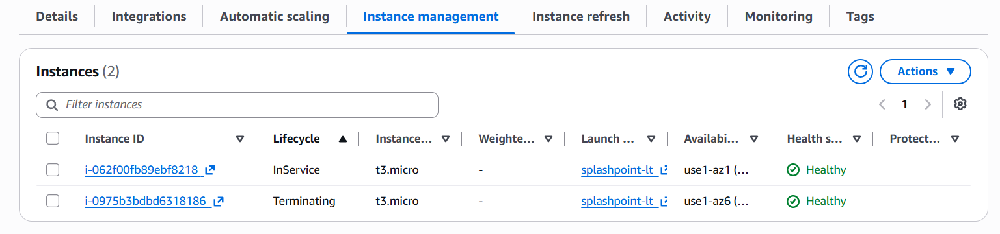 Details Integrations Automatic scaling Instance management Instance refresh Activity Monitoring Tags
Instances (2) Actions
Filter instances 1
Instance ID Lifecycle Instance... Weighte... Launch ... Availabi... Health s... Protect...
i-062f00fb89ebf8218 InService t3.micro - splashpoint-lt use1-az1 (... Healthy
i-0975b3bdbd6318186 Terminating t3.micro - splashpoint-lt use1-az6 (... Healthy